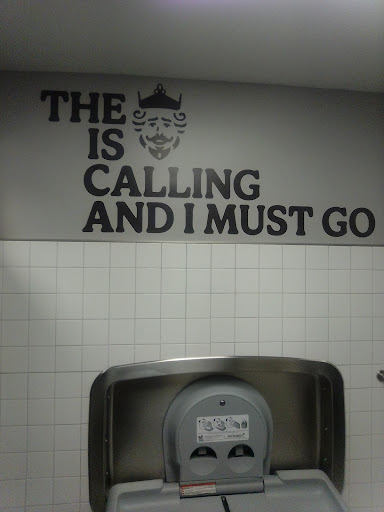 THE
IS
CALLING
AND I MUST GO